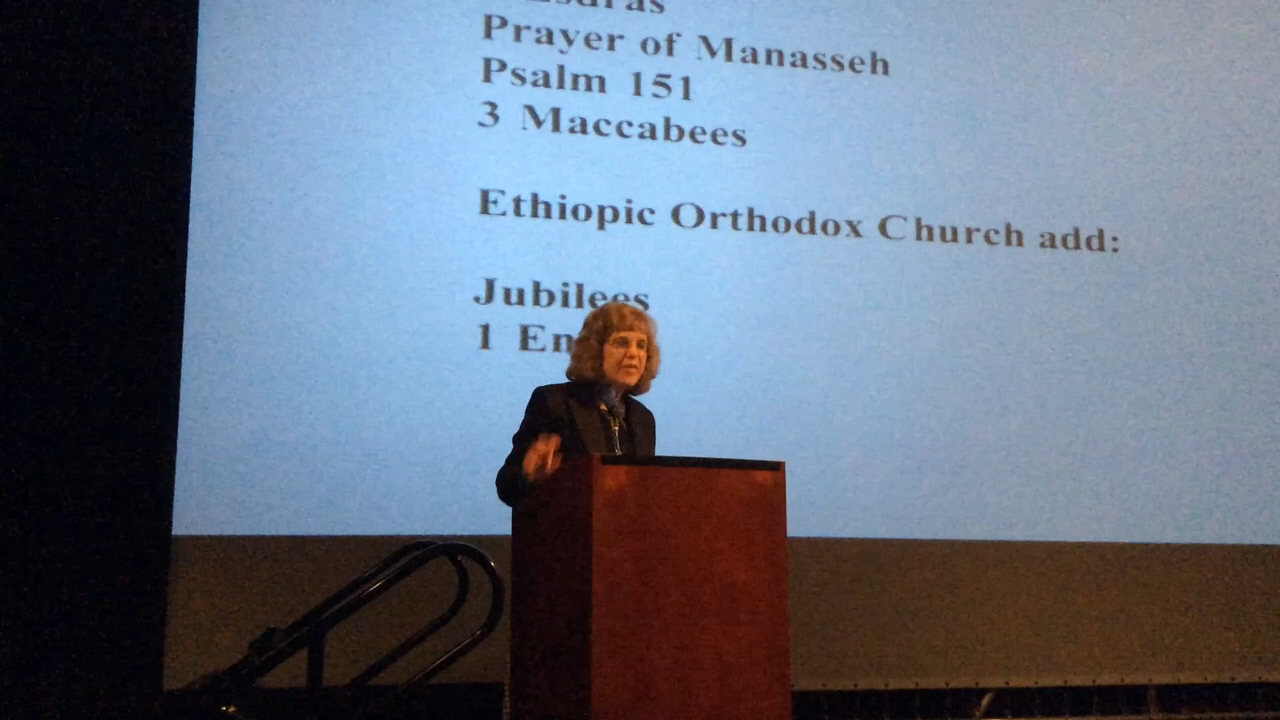 Prayer of Manasseh
Psalm 151
3 Maccabees
Ethiopic Orthodox Church add:
Jubilees
1 En